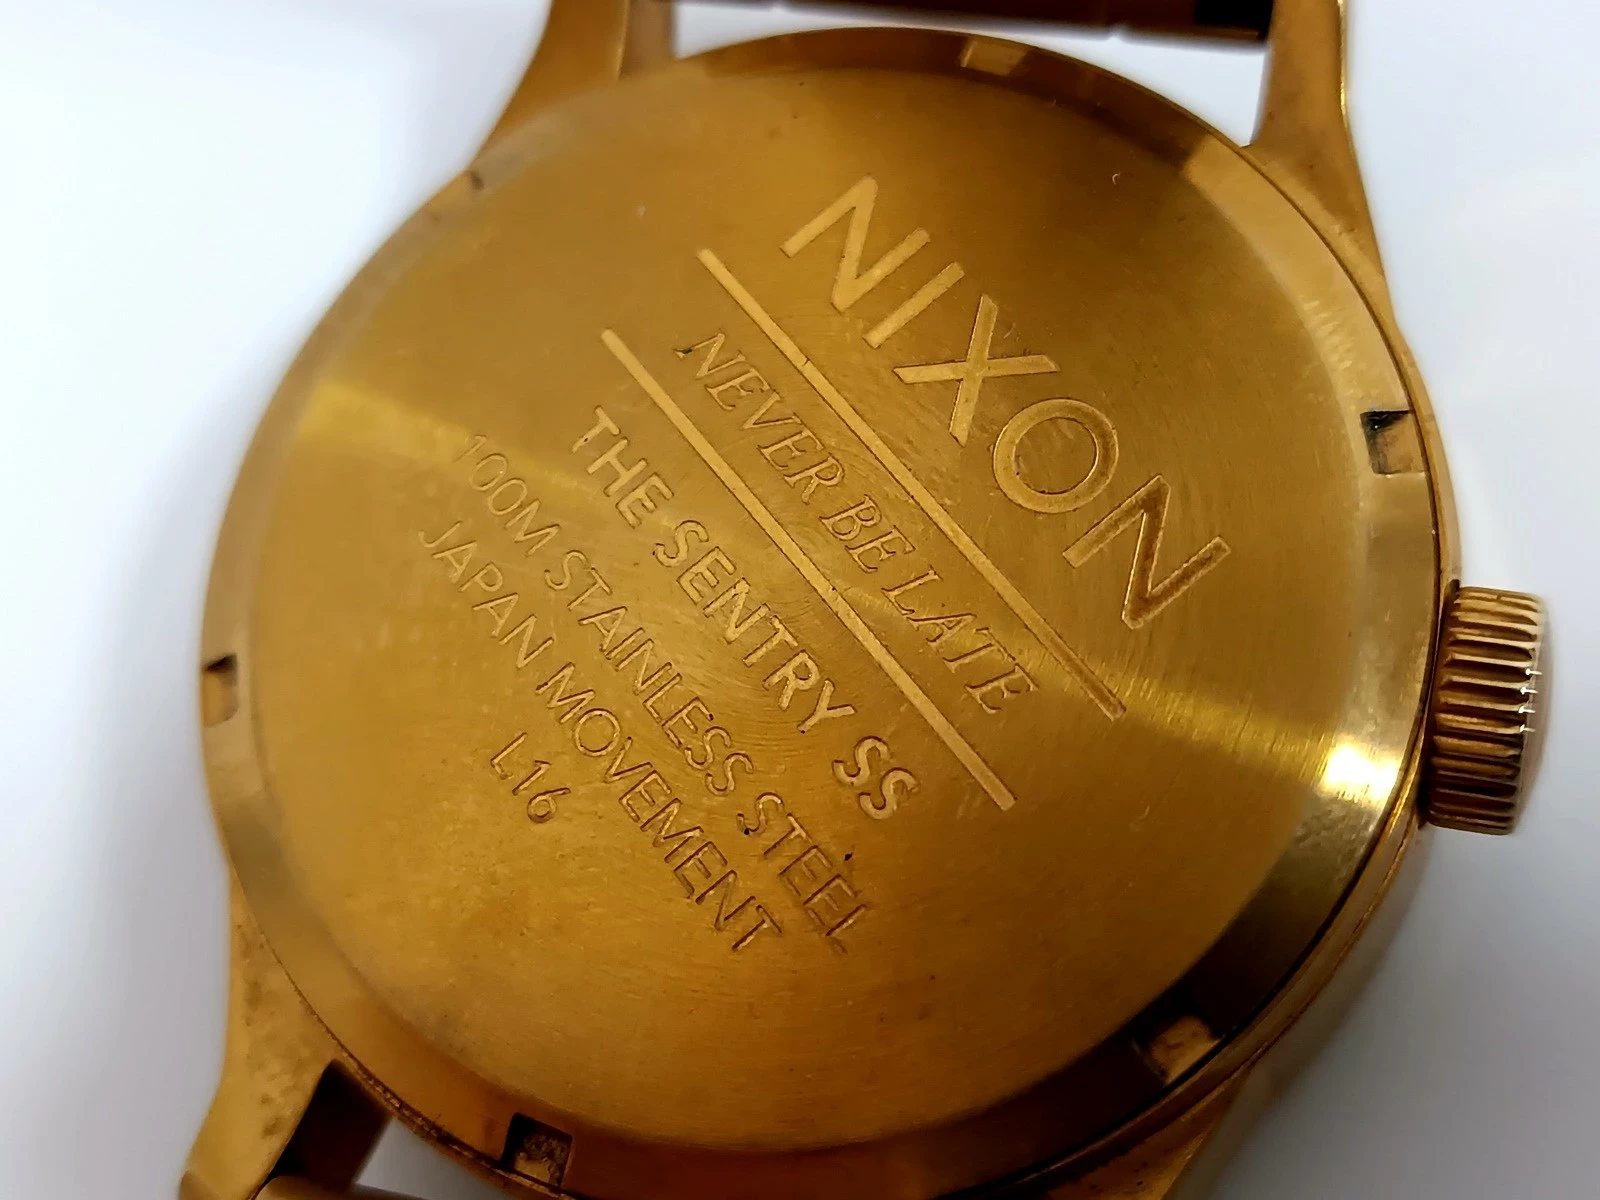 NIXON
NEVER BE LATE
THE SENTRY SS
100M STAINLESS STEEL
JAPAN MOVEMENT
L16